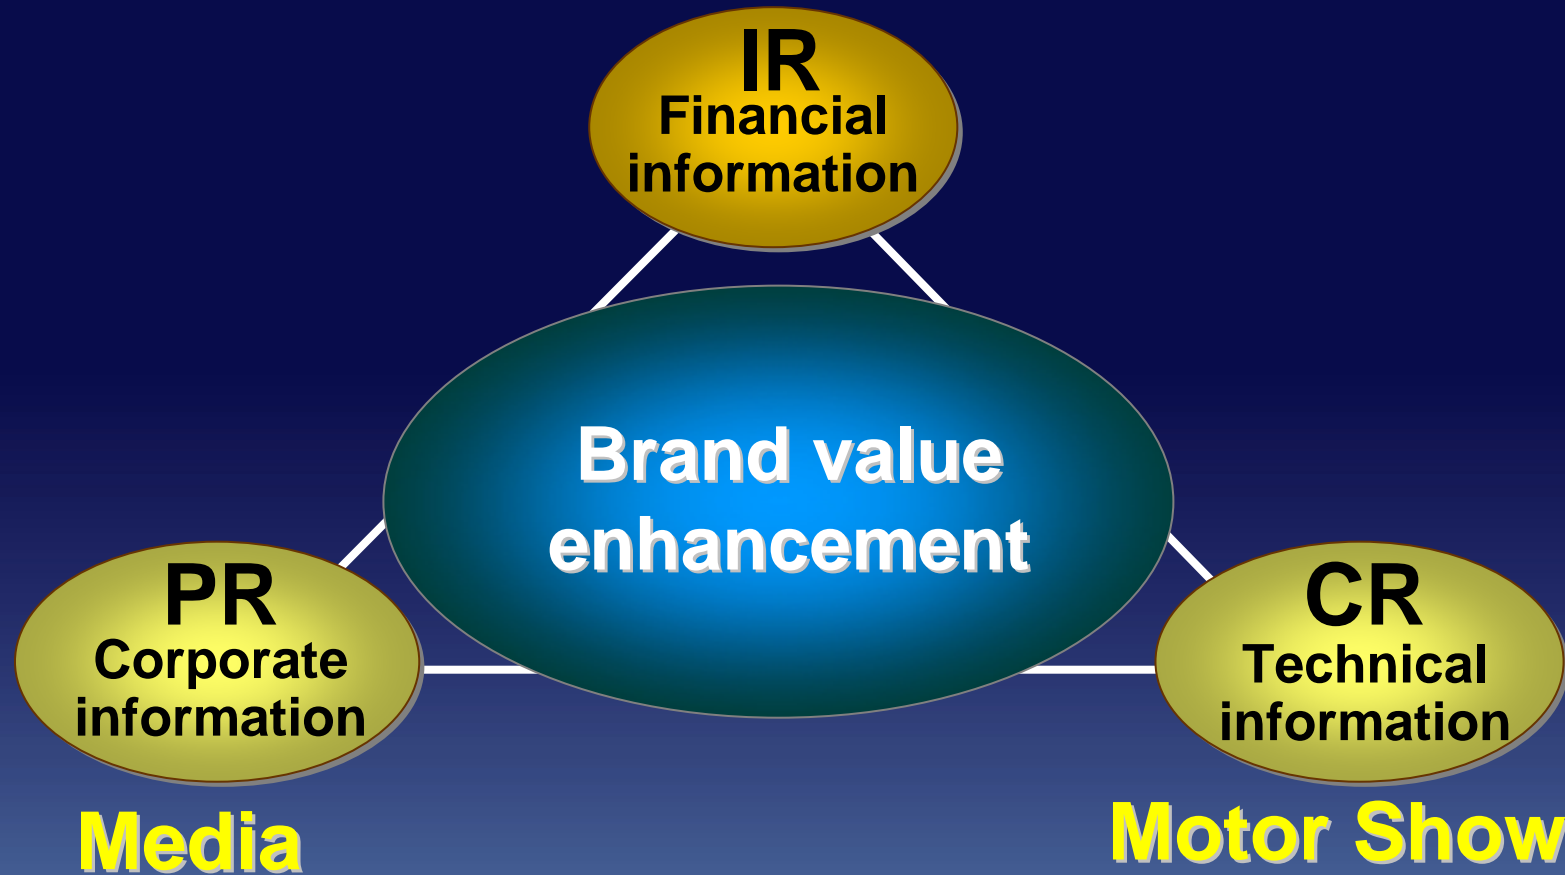 IR
Financial
information
Brand value
enhancement
PR
Corporate
information
CR
Technical
information
Media
Motor Show